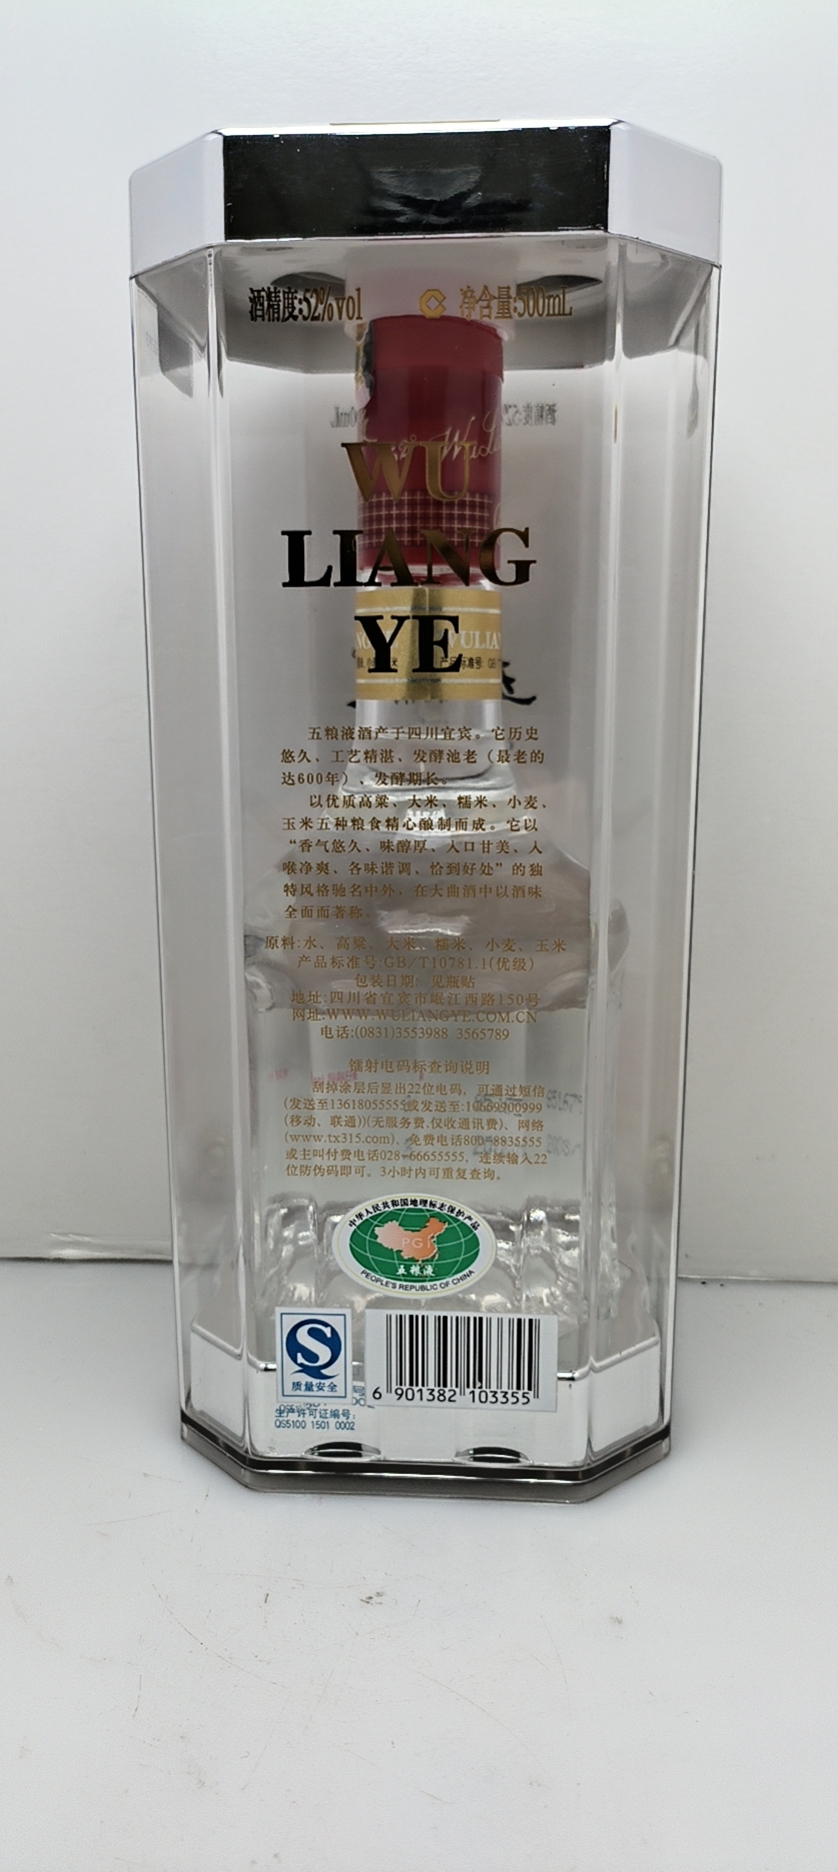 酒精度:52%vol 净含量:500mL
WU
LIANG
YE
五粮液酒产于四川宜宾。它历史
悠久、工艺精湛、发酵池老（最老的
达600年）、发酵期长。
以优质高粱、大米、糯米、小麦、
玉米五种粮食精心酿制而成。它以
“香气悠久、味醇厚、入口甘美、入
喉净爽、各味谐调、恰到好处”的独
特风格驰名中外，在大曲酒中以酒味
全面而著称。
原料:水、高粱、大米、糯米、小麦、玉米
产品标准号:GB/T10781.1(优级)
包装日期: 见瓶贴
地址:四川省宜宾市岷江西路150号
网址:WWW.WULIANGYE.COM.CN
电话:(0831)3553988 3565789
镭射电码标查询说明
刮掉涂层后显出22位电码，可通过短信
(发送至13618055555或发送至:10669900999
(移动、联通))(无服务费,仅收通讯费)、网络
(www.tx315.com)、免费电话800-8835555
或主叫付费电话028-66655555，连续输入22
位防伪码即可。3小时内可重复查询。
中华人民共和国地理标志保护产品
PGI
五粮液
PEOPLE'S REPUBLIC OF CHINA
质量安全
6 901382 103355
生产许可证编号:
QS5100 1501 0002